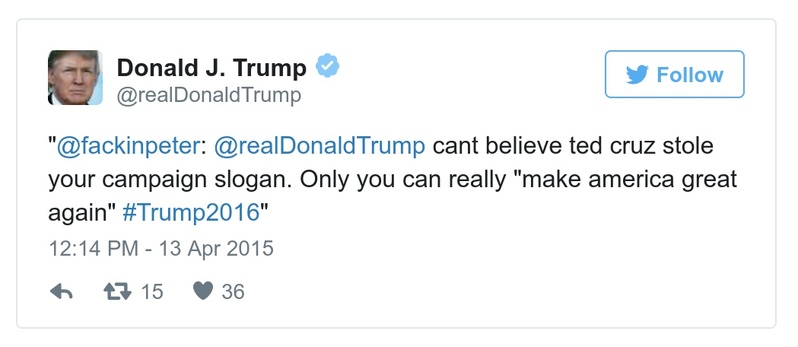 Donald J. Trump
Follow
@realDonaldTrump
"@fackinpeter: @realDonaldTrump cant believe ted cruz stole
your campaign slogan. Only you can really "make america great
again" #Trump2016"
12:14 PM - 13 Apr 2015
15 36